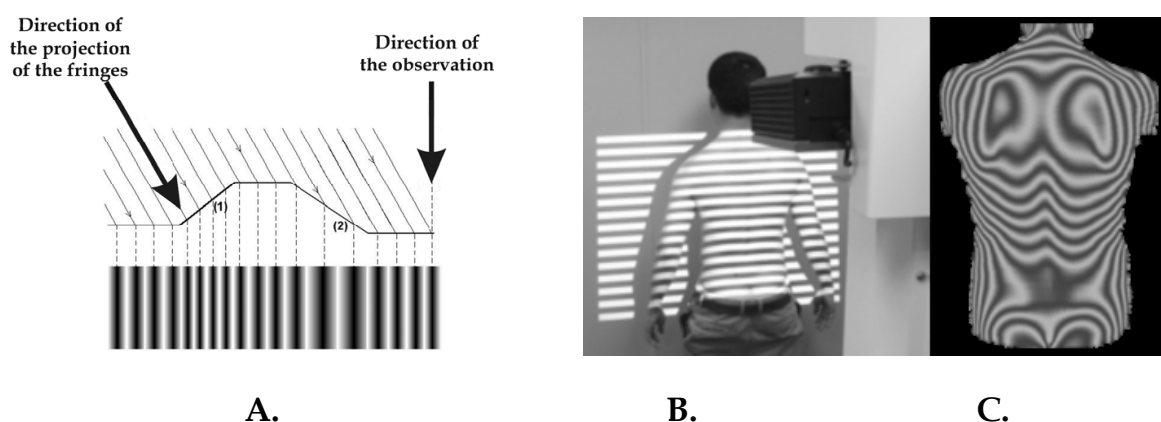 Direction of
the projection
of the fringes
Direction of
the observation
(1)
(2)
A.
B.
C.